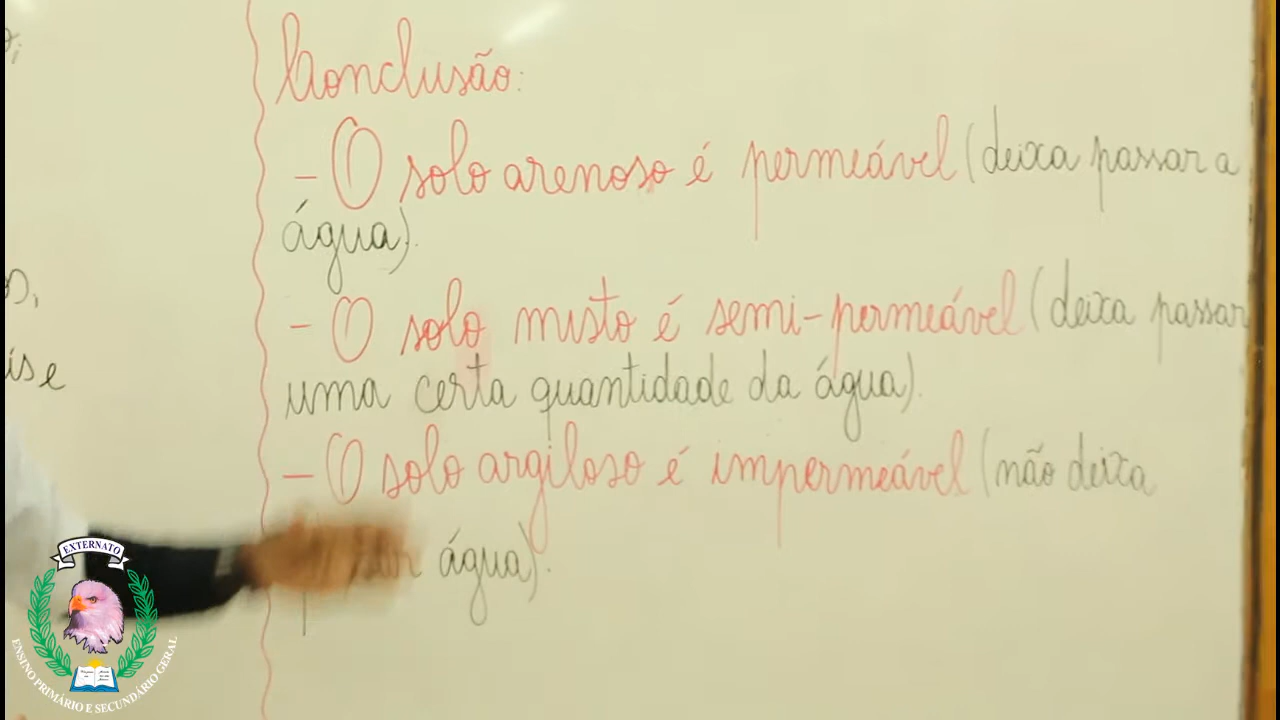 Conclusão:
- O solo arenoso é permeável (deixa passar a
água).
- O solo misto é semi-permeável (deixa passar
uma certa quantidade da água).
- O solo argiloso é impermeável (não deixa
água).
EXTERNATO
ENSINO PRIMÁRIO E SECUNDÁRIO GERAL